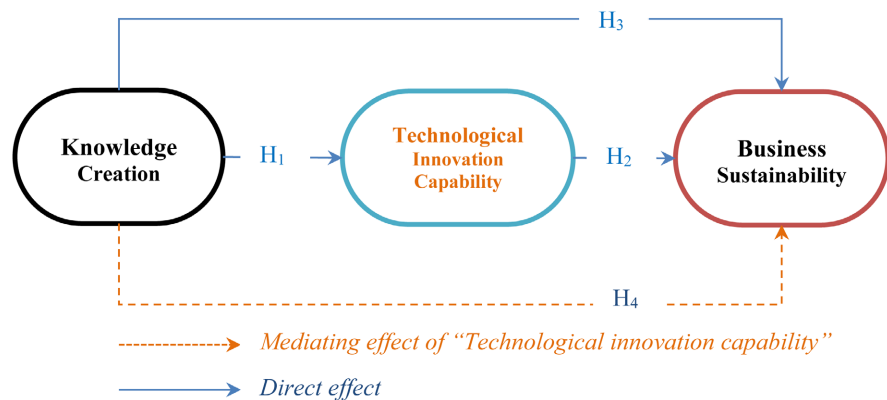 H₃
Knowledge
Creation
H₁
Technological
Innovation
Capability
H₂
Business
Sustainability
H₄
Mediating effect of “Technological innovation capability”
Direct effect